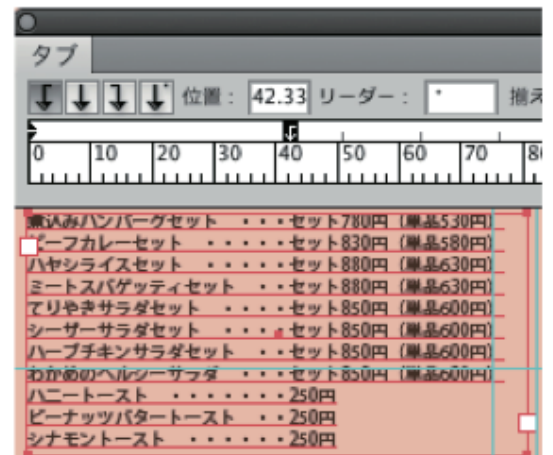 タブ
位置： 42.33 リーダー： ・ 揃え
0 10 20 30 40 50 60 70 8
煮込みハンバーグセット ・・・セット780円（単品530円）
ビーフカレーセット ・・・・セット830円（単品580円）
ハヤシライスセット ・・・・セット880円（単品630円）
ミートスパゲッティセット ・・セット880円（単品630円）
てりやきサラダセット ・・・セット850円（単品600円）
シーザーサラダセット ・・・・セット850円（単品600円）
ハーブチキンサラダセット ・・セット850円（単品600円）
わかめのヘルシーサラダ ・・・セット850円（単品600円）
ハニートースト ・・・・・・・250円
ピーナッツバタートースト ・・250円
シナモントースト ・・・・・・250円